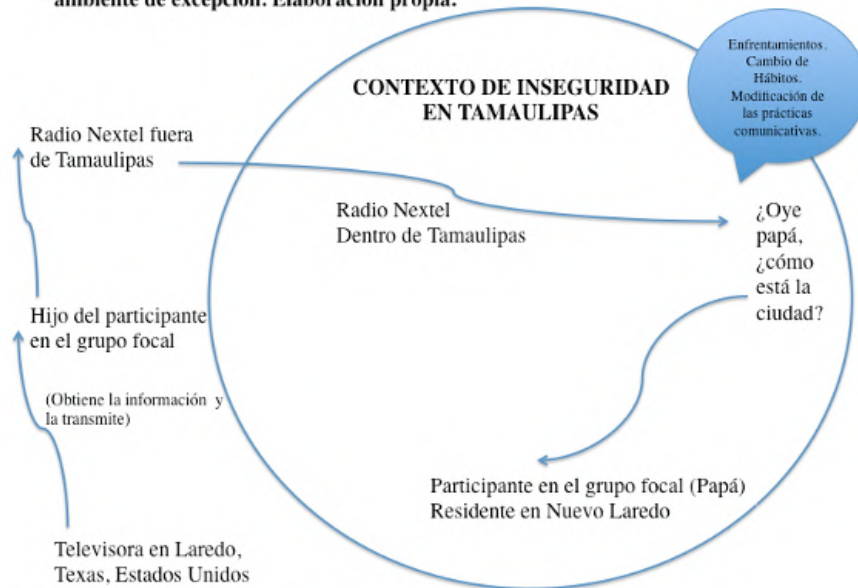 ambiente de excepción. Elaboración propia.
Enfrentamientos.
Cambio de
Hábitos.
Modificación de
las prácticas
comunicativas.
CONTEXTO DE INSEGURIDAD
EN TAMAULIPAS
Radio Nextel fuera
de Tamaulipas
Radio Nextel
Dentro de Tamaulipas
¿Oye
papá,
¿cómo
está la
ciudad?
Hijo del participante
en el grupo focal
(Obtiene la información y
la transmite)
Participante en el grupo focal (Papá)
Residente en Nuevo Laredo
Televisora en Laredo,
Texas, Estados Unidos